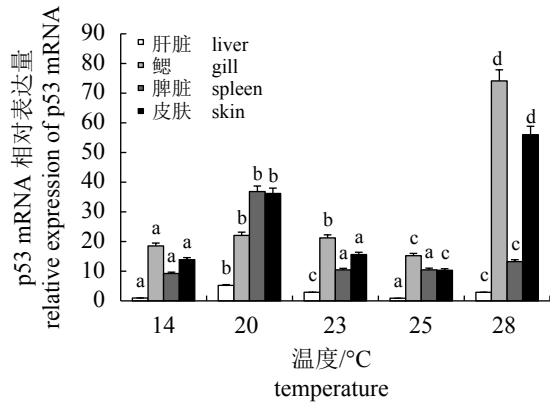 p53 mRNA 相对表达量
relative expression of p53 mRNA
90
80
70
60
50
40
30
20
10
0
肝脏 liver
鳃 gill
脾脏 spleen
皮肤 skin
a a a a
b b b b
c b a a
a c a c
c d c d
14 20 23 25 28
温度/°C
temperature